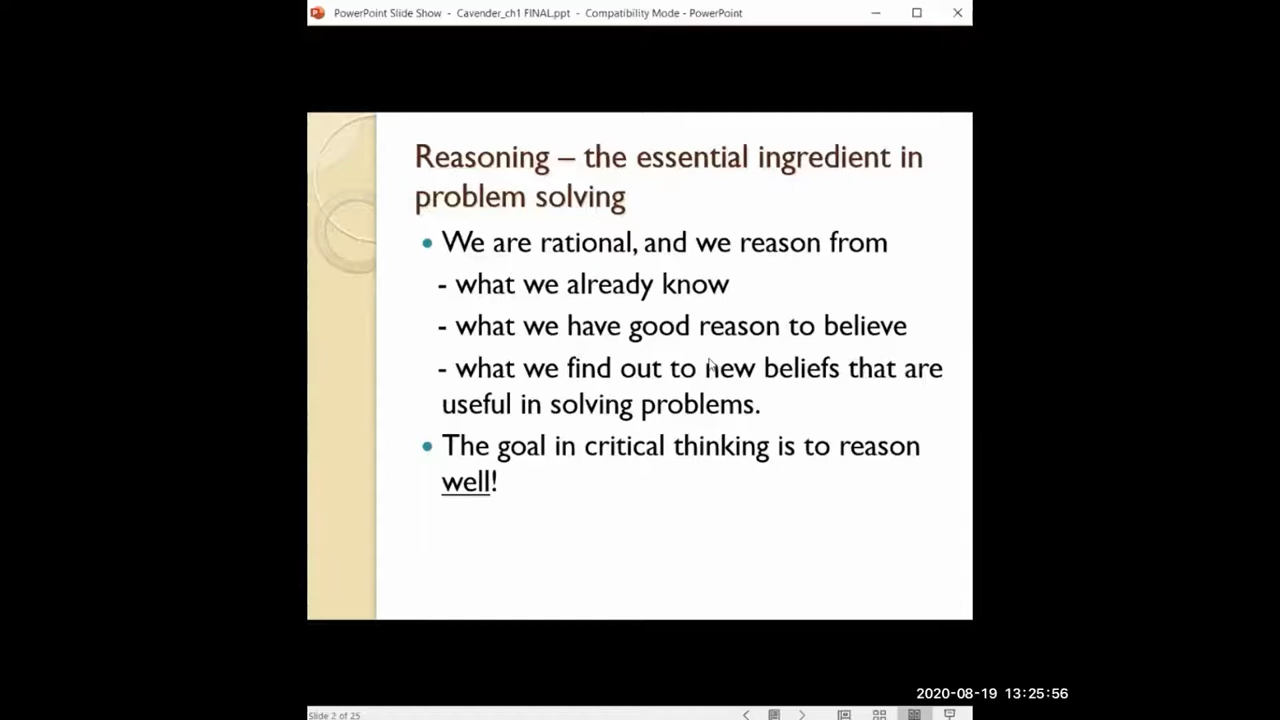 PowerPoint Slide Show - Cavender_ch1 FINAL.ppt - Compatibility Mode - PowerPoint
Reasoning – the essential ingredient in
problem solving
• We are rational, and we reason from
- what we already know
- what we have good reason to believe
- what we find out to new beliefs that are
useful in solving problems.
• The goal in critical thinking is to reason
well!
2020-08-19 13:25:56
Slide 2 of 25